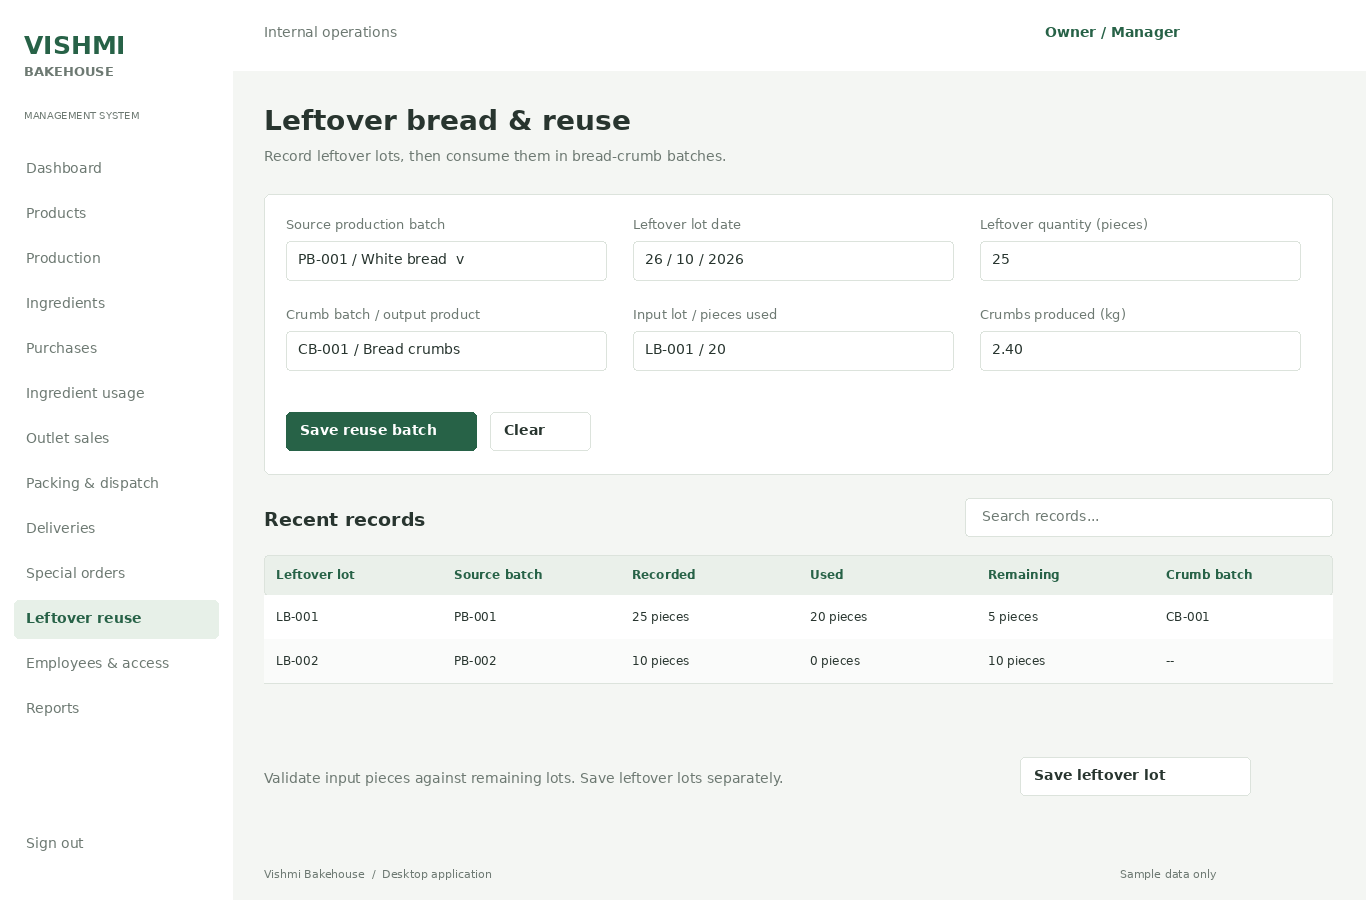 VISHMI
BAKEHOUSE
MANAGEMENT SYSTEM
Dashboard
Products
Production
Ingredients
Purchases
Ingredient usage
Outlet sales
Packing & dispatch
Deliveries
Special orders
Leftover reuse
Employees & access
Reports
Sign out
Internal operations
Owner / Manager
Leftover bread & reuse
Record leftover lots, then consume them in bread-crumb batches.
Source production batch
PB-001 / White bread  v
Leftover lot date
26 / 10 / 2026
Leftover quantity (pieces)
25
Crumb batch / output product
CB-001 / Bread crumbs
Input lot / pieces used
LB-001 / 20
Crumbs produced (kg)
2.40
Save reuse batch
Clear
Recent records
Search records...
Leftover lot Source batch Recorded Used Remaining Crumb batch
LB-001 PB-001 25 pieces 20 pieces 5 pieces CB-001
LB-002 PB-002 10 pieces 0 pieces 10 pieces --
Validate input pieces against remaining lots. Save leftover lots separately.
Save leftover lot
Vishmi Bakehouse  /  Desktop application
Sample data only